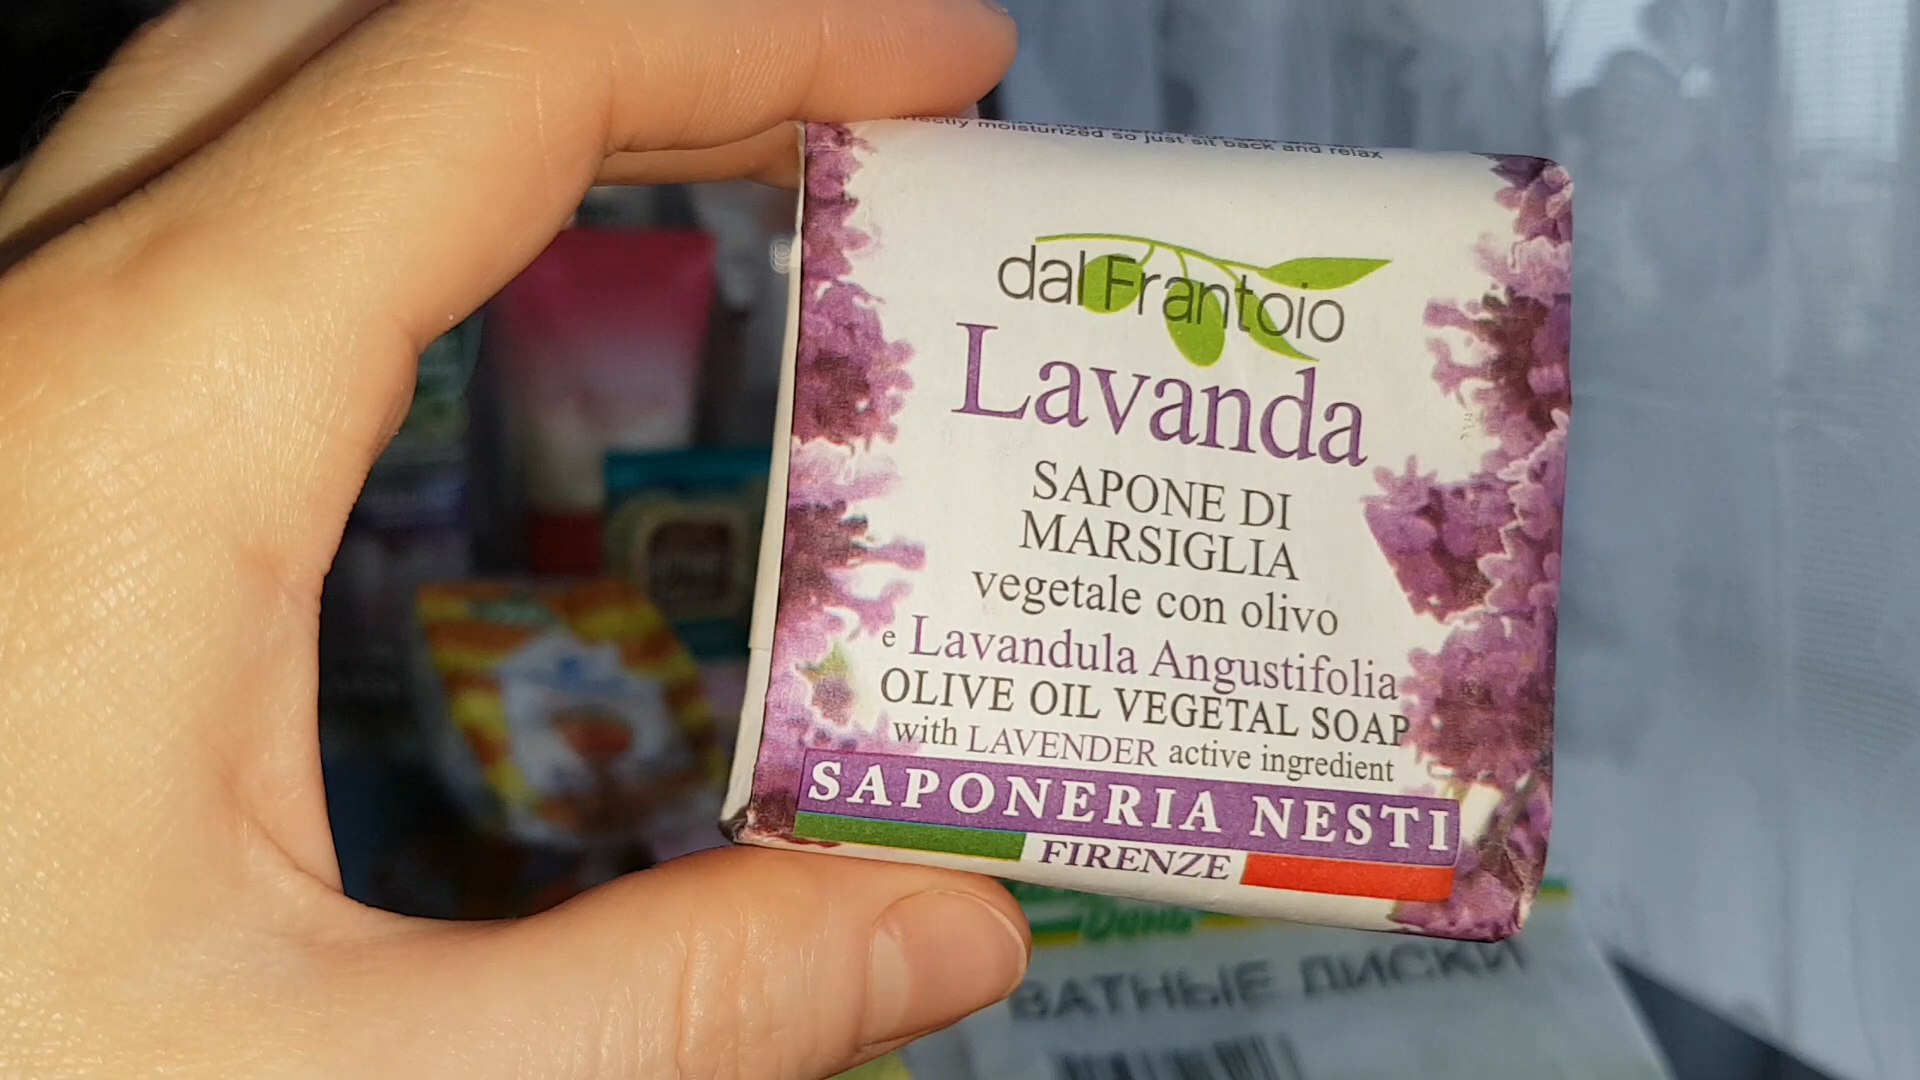 moisturized so just sit back and relax
dal Frantoio
Lavanda
SAPONE DI
MARSIGLIA
vegetale con olivo
e Lavandula Angustifolia
OLIVE OIL VEGETAL SOAP
with LAVENDER active ingredient
SAPONERIA NESTI
FIRENZE
ВАТНЫЕ ДИСКИ